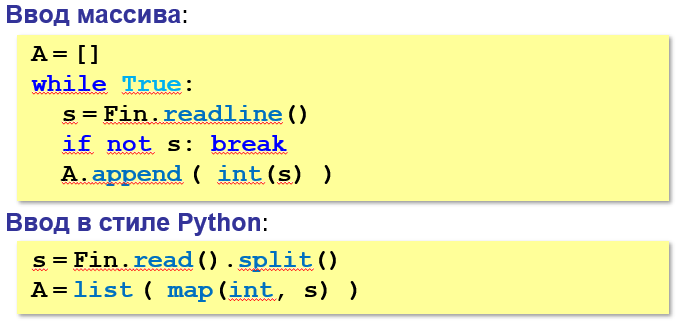 Ввод массива:
A = []
while True:
  s = Fin.readline()
  if not s: break
  A.append ( int(s) )
Ввод в стиле Python:
s = Fin.read().split()
A = list ( map(int, s) )